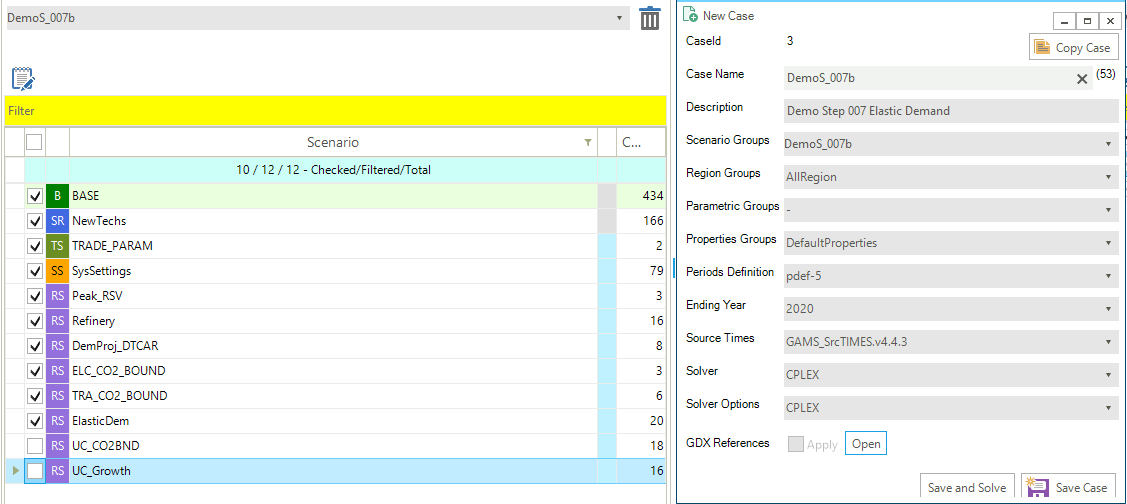 DemoS_007b
Filter
Scenario C...
10 / 12 / 12 - Checked/Filtered/Total
B BASE 434
SR NewTechs 166
TS TRADE_PARAM 2
SS SysSettings 79
RS Peak_RSV 3
RS Refinery 16
RS DemProj_DTCAR 8
RS ELC_CO2_BOUND 3
RS TRA_CO2_BOUND 6
RS ElasticDem 20
RS UC_CO2BND 18
RS UC_Growth 16
New Case
CaseId 3
Copy Case
Case Name DemoS_007b (53)
Description Demo Step 007 Elastic Demand
Scenario Groups DemoS_007b
Region Groups AllRegion
Parametric Groups -
Properties Groups DefaultProperties
Periods Definition pdef-5
Ending Year 2020
Source Times GAMS_SrcTIMES.v4.4.3
Solver CPLEX
Solver Options CPLEX
GDX References Apply Open
Save and Solve Save Case